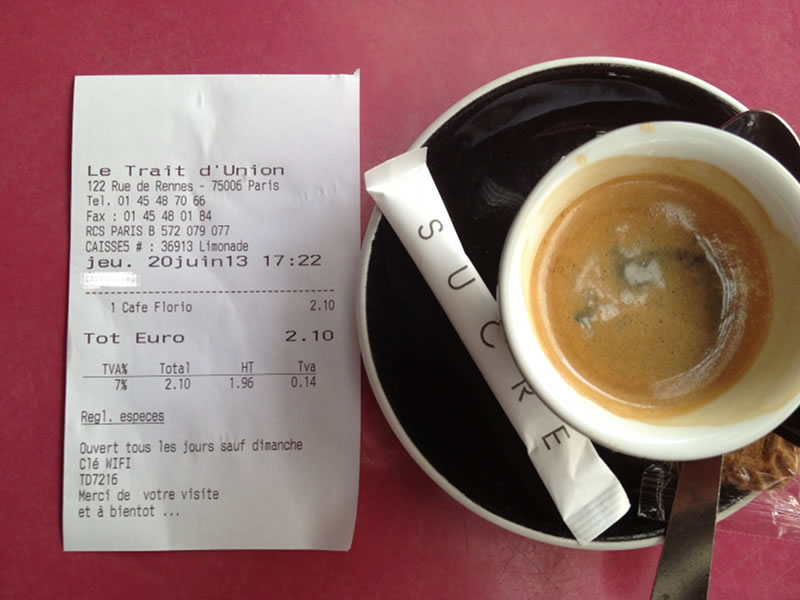 Le Trait d'Union
122 Rue de Rennes - 75006 Paris
Tel. 01 45 48 70 66
Fax : 01 45 48 01 84
RCS PARIS B 572 079 077
CAISSE5 # : 36913 Limonade
jeu. 20juin13 17:22
1 Cafe Florio 2.10
Tot Euro 2.10
TVA% Total HT Tva
7% 2.10 1.96 0.14
Regl. especes
Ouvert tous les jours sauf dimanche
Clé WIFI
TD7216
Merci de votre visite
et à bientot ...
SUCRE